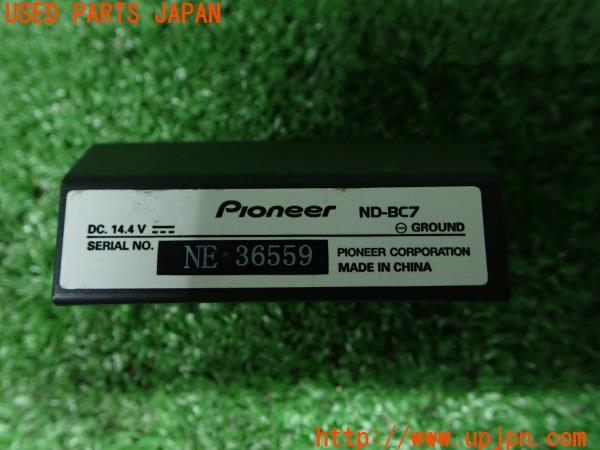 USED PARTS JAPAN
Pioneer ND-BC7
DC. 14.4 V ⎓ ⊖ GROUND
SERIAL NO. NE 36559 PIONEER CORPORATION
MADE IN CHINA
http://www.upjpn.com/